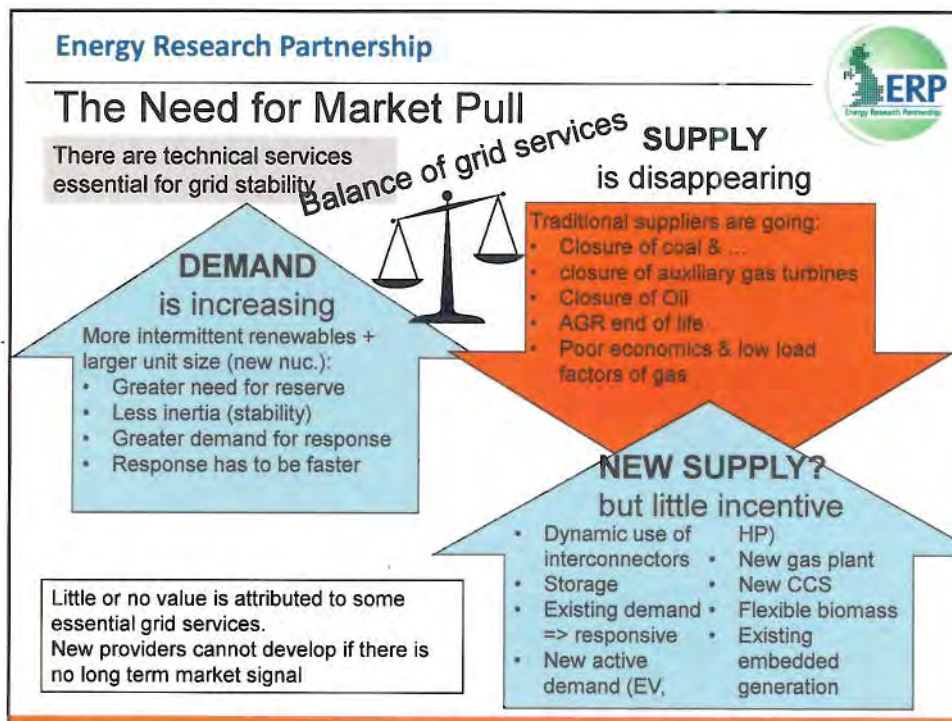 Energy Research Partnership
ERP
Energy Research Partnership
The Need for Market Pull
There are technical services
essential for grid stability
Balance of grid services
SUPPLY
is disappearing
DEMAND
is increasing
More intermittent renewables +
larger unit size (new nuc.):
• Greater need for reserve
• Less inertia (stability)
• Greater demand for response
• Response has to be faster
Traditional suppliers are going:
• Closure of coal & ...
• closure of auxiliary gas turbines
• Closure of Oil
• AGR end of life
• Poor economics & low load
factors of gas
NEW SUPPLY?
but little incentive
• Dynamic use of
interconnectors
• Storage
• Existing demand
=> responsive
• New active
demand (EV,
HP)
• New gas plant
• New CCS
• Flexible biomass
• Existing
embedded
generation
Little or no value is attributed to some
essential grid services.
New providers cannot develop if there is
no long term market signal